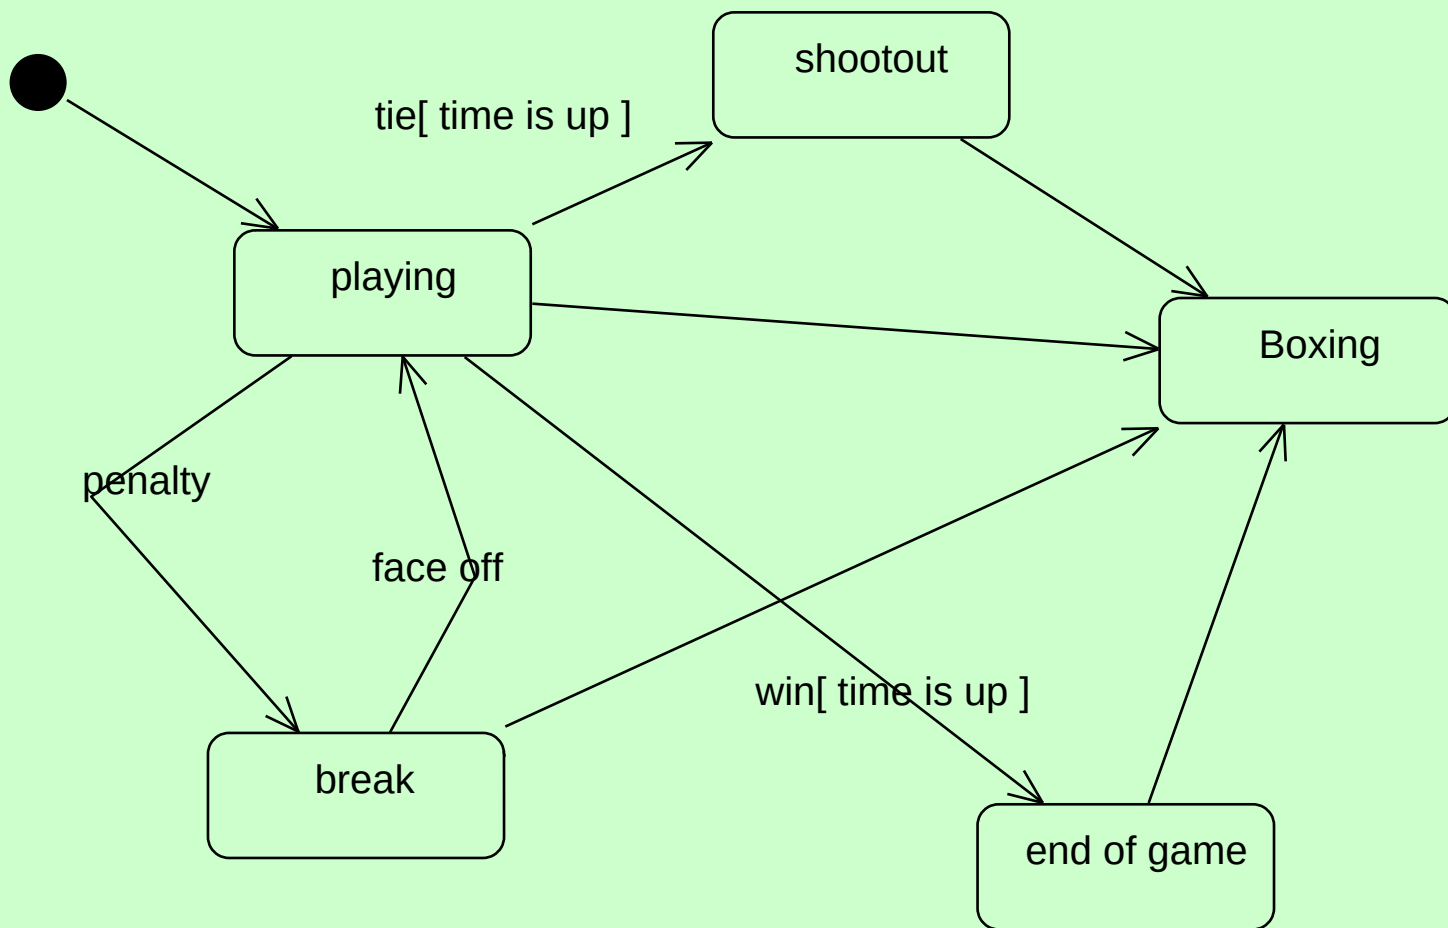 shootout
tie[ time is up ]
playing
Boxing
penalty
face off
win[ time is up ]
break
end of game